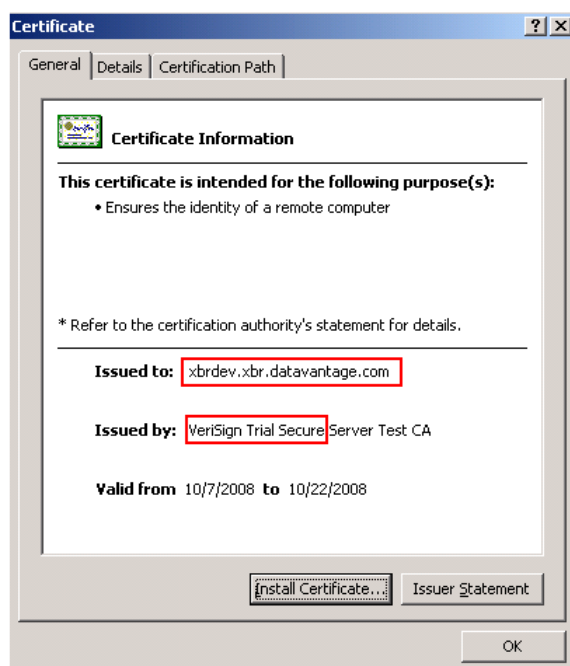 Certificate
General Details Certification Path
Certificate Information
This certificate is intended for the following purpose(s):
• Ensures the identity of a remote computer
* Refer to the certification authority's statement for details.
Issued to: xbrdev.xbr.datavantage.com
Issued by: VeriSign Trial Secure Server Test CA
Valid from 10/7/2008 to 10/22/2008
Install Certificate... Issuer Statement
OK